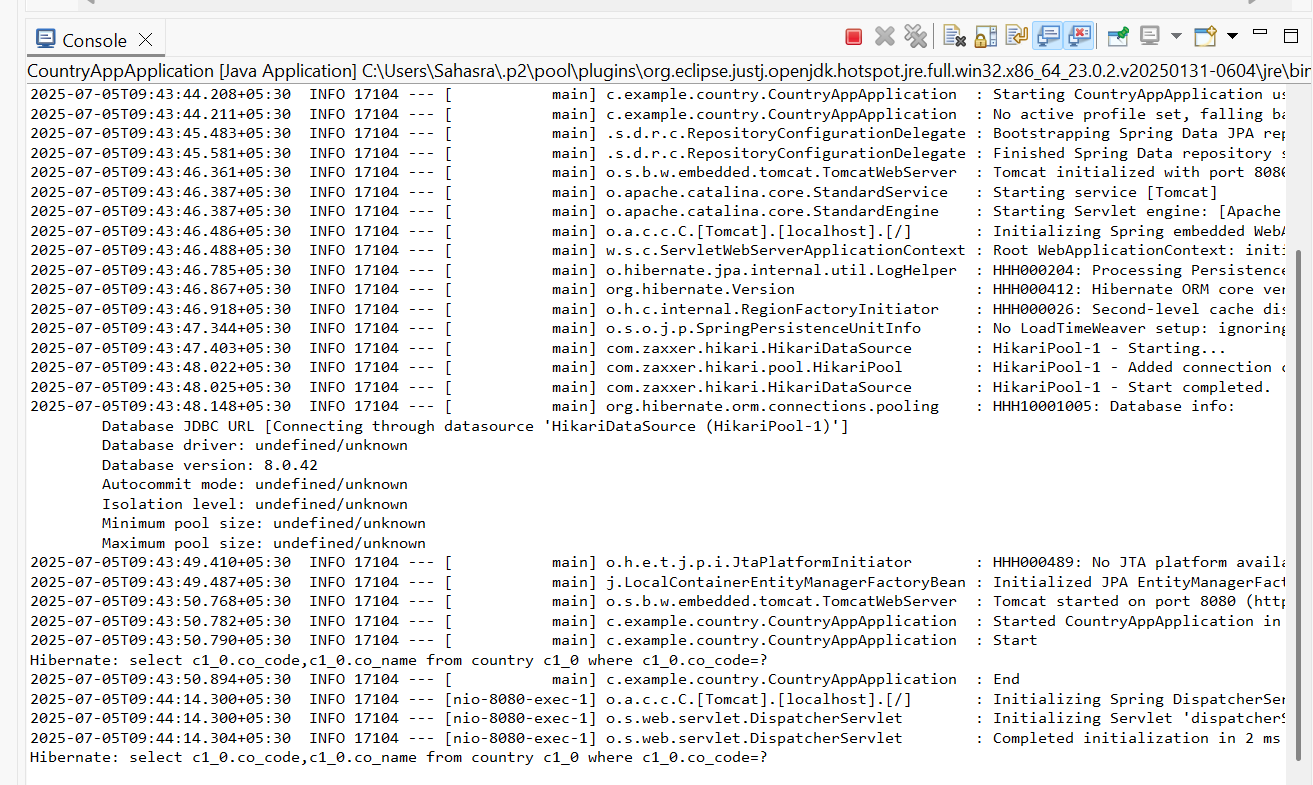 Console
CountryAppApplication [Java Application] C:\Users\Sahasra\.p2\pool\plugins\org.eclipse.justj.openjdk.hotspot.jre.full.win32.x86_64_23.0.2.v20250131-0604\jre\bin
2025-07-05T09:43:44.208+05:30  INFO 17104 --- [           main] c.example.country.CountryAppApplication  : Starting CountryAppApplication us
2025-07-05T09:43:44.211+05:30  INFO 17104 --- [           main] c.example.country.CountryAppApplication  : No active profile set, falling ba
2025-07-05T09:43:45.483+05:30  INFO 17104 --- [           main] .s.d.r.c.RepositoryConfigurationDelegate : Bootstrapping Spring Data JPA rep
2025-07-05T09:43:45.581+05:30  INFO 17104 --- [           main] .s.d.r.c.RepositoryConfigurationDelegate : Finished Spring Data repository s
2025-07-05T09:43:46.361+05:30  INFO 17104 --- [           main] o.s.b.w.embedded.tomcat.TomcatWebServer  : Tomcat initialized with port 8080
2025-07-05T09:43:46.387+05:30  INFO 17104 --- [           main] o.apache.catalina.core.StandardService   : Starting service [Tomcat]
2025-07-05T09:43:46.387+05:30  INFO 17104 --- [           main] o.apache.catalina.core.StandardEngine    : Starting Servlet engine: [Apache
2025-07-05T09:43:46.486+05:30  INFO 17104 --- [           main] o.a.c.c.C.[Tomcat].[localhost].[/]       : Initializing Spring embedded WebA
2025-07-05T09:43:46.488+05:30  INFO 17104 --- [           main] w.s.c.ServletWebServerApplicationContext : Root WebApplicationContext: initi
2025-07-05T09:43:46.785+05:30  INFO 17104 --- [           main] o.hibernate.jpa.internal.util.LogHelper  : HHH000204: Processing Persistence
2025-07-05T09:43:46.867+05:30  INFO 17104 --- [           main] org.hibernate.Version                    : HHH000412: Hibernate ORM core ver
2025-07-05T09:43:46.918+05:30  INFO 17104 --- [           main] o.h.c.internal.RegionFactoryInitiator    : HHH000026: Second-level cache dis
2025-07-05T09:43:47.344+05:30  INFO 17104 --- [           main] o.s.o.j.p.SpringPersistenceUnitInfo      : No LoadTimeWeaver setup: ignoring
2025-07-05T09:43:47.403+05:30  INFO 17104 --- [           main] com.zaxxer.hikari.HikariDataSource       : HikariPool-1 - Starting...
2025-07-05T09:43:48.022+05:30  INFO 17104 --- [           main] com.zaxxer.hikari.pool.HikariPool        : HikariPool-1 - Added connection c
2025-07-05T09:43:48.025+05:30  INFO 17104 --- [           main] com.zaxxer.hikari.HikariDataSource       : HikariPool-1 - Start completed.
2025-07-05T09:43:48.148+05:30  INFO 17104 --- [           main] org.hibernate.orm.connections.pooling    : HHH10001005: Database info:
Database JDBC URL [Connecting through datasource 'HikariDataSource (HikariPool-1)']
Database driver: undefined/unknown
Database version: 8.0.42
Autocommit mode: undefined/unknown
Isolation level: undefined/unknown
Minimum pool size: undefined/unknown
Maximum pool size: undefined/unknown
2025-07-05T09:43:49.410+05:30  INFO 17104 --- [           main] o.h.e.t.j.p.i.JtaPlatformInitiator       : HHH000489: No JTA platform availa
2025-07-05T09:43:49.487+05:30  INFO 17104 --- [           main] j.LocalContainerEntityManagerFactoryBean : Initialized JPA EntityManagerFact
2025-07-05T09:43:50.768+05:30  INFO 17104 --- [           main] o.s.b.w.embedded.tomcat.TomcatWebServer  : Tomcat started on port 8080 (http
2025-07-05T09:43:50.782+05:30  INFO 17104 --- [           main] c.example.country.CountryAppApplication  : Started CountryAppApplication in
2025-07-05T09:43:50.790+05:30  INFO 17104 --- [           main] c.example.country.CountryAppApplication  : Start
Hibernate: select c1_0.co_code,c1_0.co_name from country c1_0 where c1_0.co_code=?
2025-07-05T09:43:50.894+05:30  INFO 17104 --- [           main] c.example.country.CountryAppApplication  : End
2025-07-05T09:44:14.300+05:30  INFO 17104 --- [nio-8080-exec-1] o.a.c.c.C.[Tomcat].[localhost].[/]       : Initializing Spring DispatcherSer
2025-07-05T09:44:14.300+05:30  INFO 17104 --- [nio-8080-exec-1] o.s.web.servlet.DispatcherServlet        : Initializing Servlet 'dispatcherS
2025-07-05T09:44:14.304+05:30  INFO 17104 --- [nio-8080-exec-1] o.s.web.servlet.DispatcherServlet        : Completed initialization in 2 ms
Hibernate: select c1_0.co_code,c1_0.co_name from country c1_0 where c1_0.co_code=?